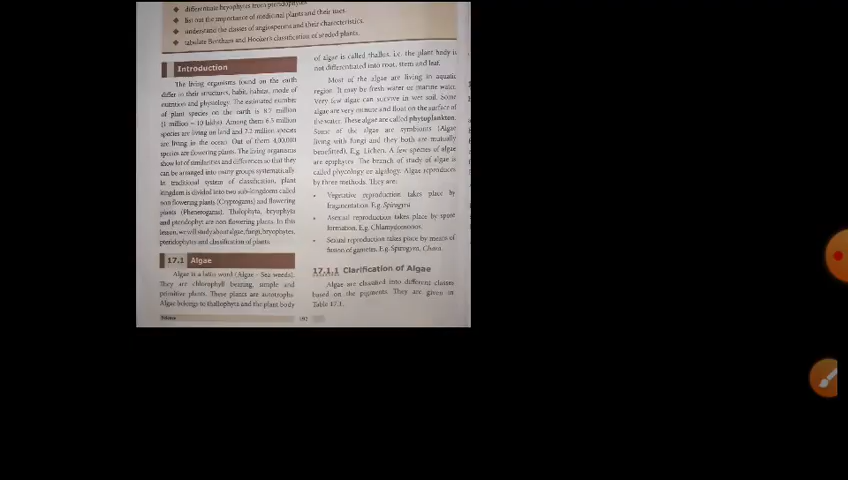 differentiate bryophytes from pteridophytes
list out the importance of medicinal plants and their uses.
understand the classes of angiosperms and their characteristics.
tabulate Bentham and Hooker's classification of seeded plants.
Introduction
The living organisms found on the earth
differ in their structures, habit, habitat, mode of
nutrition and physiology. The estimated number
of plant species on the earth is 8.7 million
(1 million = 10 lakhs). Among them 6.5 million
species are living on land and 2.2 million species
are living in the ocean. Out of them 4,00,000
species are flowering plants. The living organisms
show lot of similarities and differences so that they
can be arranged into many groups systematically.
In traditional system of classification, plant
kingdom is divided into two sub-kingdoms called
non flowering plants (Cryptogams) and flowering
plants (Phenerogams). Thallophyta, bryophyta
and pteridophyta are non flowering plants. In this
lesson, we will study about algae, fungi, bryophytes,
pteridophytes and classification of plants.
17.1 Algae
Algae is a latin word (Algae - Sea weeds).
They are chlorophyll bearing, simple and
primitive plants. These plants are autotrophs.
Algae belongs to thallophyta and the plant body
Science
of algae is called thallus, i.e. the plant body is
not differentiated into root, stem and leaf.
Most of the algae are living in aquatic
region. It may be fresh water or marine water.
Very few algae can survive in wet soil. Some
algae are very minute and float on the surface of
the water. These algae are called phytoplankton.
Some of the algae are symbionts (Algae
living with fungi and they both are mutually
benefitted). E.g. Lichen. A few species of algae
are epiphytes. The branch of study of algae is
called phycology or algology. Algae reproduces
by three methods. They are:
Vegetative reproduction takes place by
fragmentation. E.g. Spirogyra
Asexual reproduction takes place by spore
formation. E.g. Chlamydomonas.
Sexual reproduction takes place by means of
fusion of gametes. E.g. Spirogyra, Chara.
17.1.1 Clarification of Algae
Algae are classified into different classes
based on the pigments. They are given in
Table 17.1.